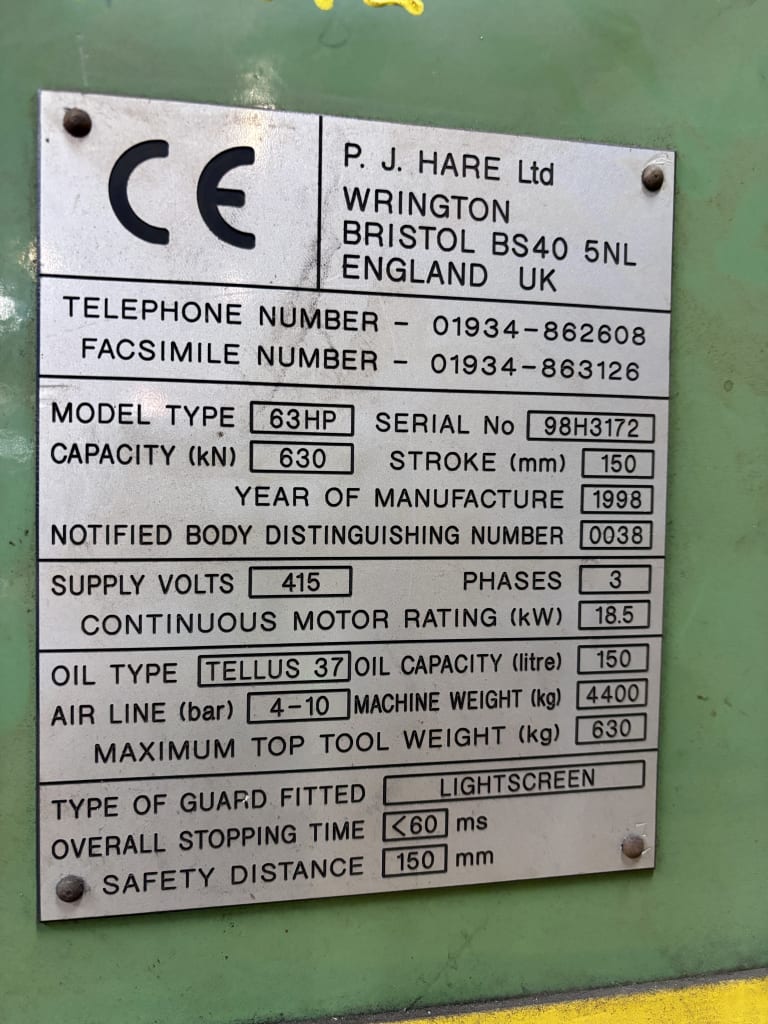 CE
P. J. HARE Ltd
WRINGTON
BRISTOL BS40 5NL
ENGLAND UK
TELEPHONE NUMBER – 01934-862608
FACSIMILE NUMBER – 01934-863126
MODEL TYPE 63HP SERIAL No 98H3172
CAPACITY (kN) 630 STROKE (mm) 150
YEAR OF MANUFACTURE 1998
NOTIFIED BODY DISTINGUISHING NUMBER 0038
SUPPLY VOLTS 415 PHASES 3
CONTINUOUS MOTOR RATING (kW) 18.5
OIL TYPE TELLUS 37 OIL CAPACITY (litre) 150
AIR LINE (bar) 4-10 MACHINE WEIGHT (kg) 4400
MAXIMUM TOP TOOL WEIGHT (kg) 630
TYPE OF GUARD FITTED LIGHTSCREEN
OVERALL STOPPING TIME <60 ms
SAFETY DISTANCE 150 mm